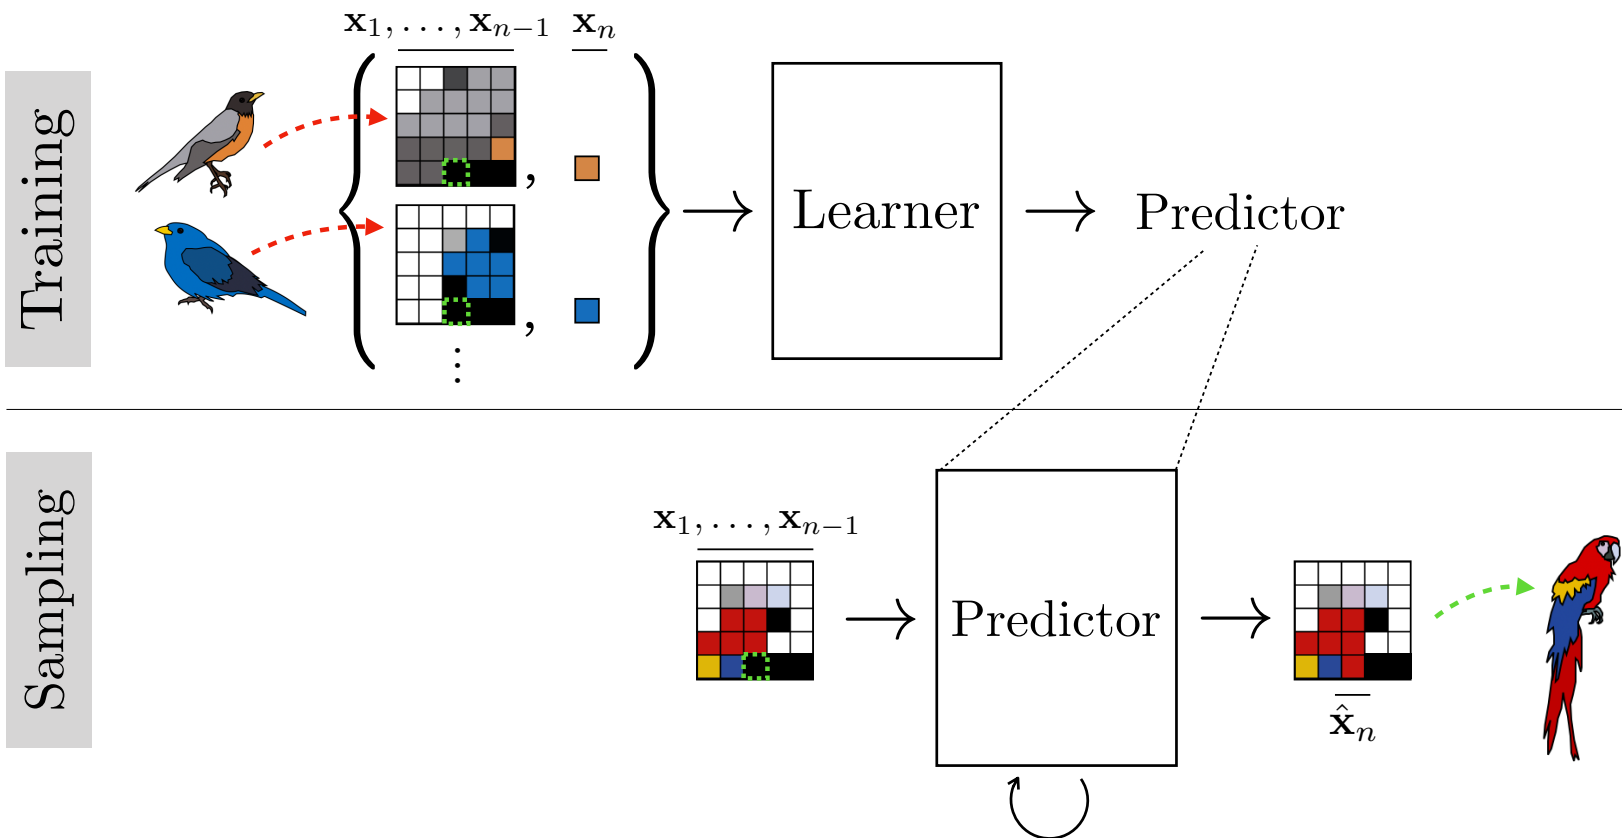 Training
𝐱₁, . . . , 𝐱ₙ₋₁
𝐱ₙ
{
,
,
⋮
}
Learner
Predictor
Sampling
𝐱₁, . . . , 𝐱ₙ₋₁
Predictor
𝐱̂ₙ